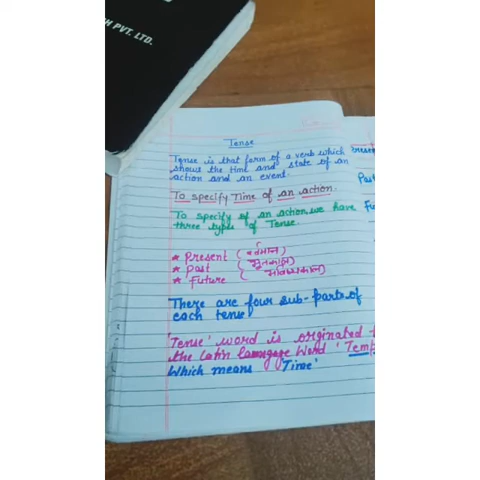 H PVT. LTD.
Tense
Tense is that form of a verb which
shows the time and state of an
action and an event.
To specify Time of an action.
To specify of an action, we have
three types of Tense.
* Present (वर्तमान)
* Past (भूतकाल)
* Future (भविष्यकाल)
There are four sub-parts of
each tense
'Tense' word is originated
the Latin language Word 'Temp
Which means 'Time'